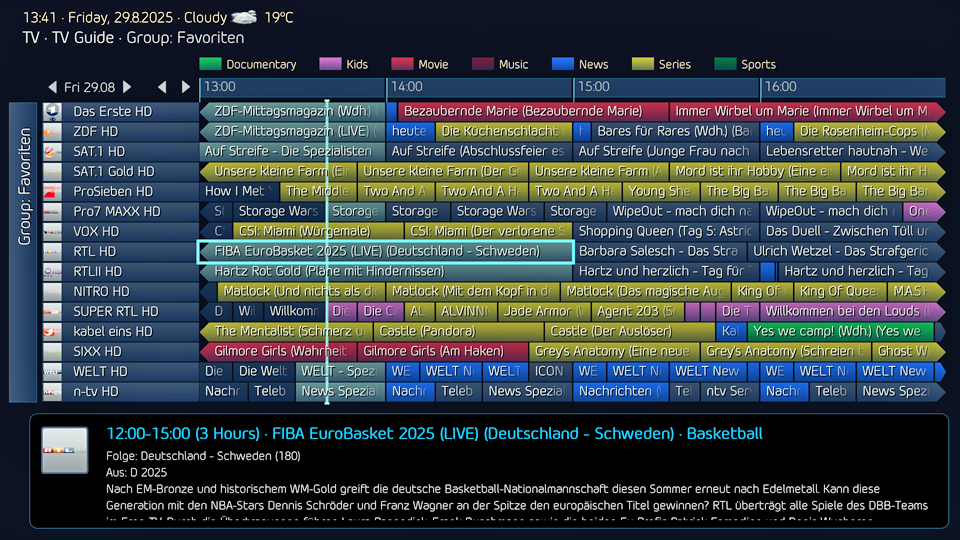 13:41 · Friday, 29.8.2025 · Cloudy 19°C
TV · TV Guide · Group: Favoriten
Documentary Kids Movie Music News Series Sports
Fri 29.08 13:00 14:00 15:00 16:00
Group: Favoriten
Das Erste HD ZDF-Mittagsmagazin (Wdh Bezaubernde Marie (Bezaubernde Marie) Immer Wirbel um Marie (Immer Wirbel um M
ZDF HD ZDF-Mittagsmagazin (LIVE) heute Die Küchenschlacht Bares für Rares (Wdh.) (Ba he Die Rosenheim-Cops (
SAT.1 HD Auf Streife - Die Spezialisten Auf Streife (Abschlussfeier es Auf Streife (Junge Frau nach Lebensretter hautnah - We
SAT.1 Gold HD Unsere kleine Farm (Ei Unsere kleine Farm (Der G Unsere kleine Farm (A Mord ist ihr Hobby (Eine e Mord ist ihr H
ProSieben HD How I Met The Middle Two And A Two And A H Two And A H Young She The Big Ba The Big Ba The Big Ba
Pro7 MAXX HD Storage Wars Storage Storage Storage Storage WipeOut - mach dich na WipeOut - mach dich na One
VOX HD C CSI: Miami (Würgemale) CSI: Miami (Der verlorene S Shopping Queen (Tag 5: Astri Das Duell - Zwischen Tüll u
RTL HD FIBA EuroBasket 2025 (LIVE) (Deutschland - Schweden) Barbara Salesch - Das Stra Ulrich Wetzel - Das Strafgeric
RTLII HD Hartz Rot Gold (Pläne mit Hindernissen) Hartz und herzlich - Tag für Hartz und herzlich - Tag
NITRO HD Matlock (Und nichts als di Matlock (Mit dem Kopf in d Matlock (Das magische Au King Of King Of Quee MASH
SUPER RTL HD D Wi Willkomm Die Die C AL ALVINN Jade Armor Agent 203 (S Die T Willkommen bei den Louds (
kabel eins HD The Mentalist (Schmerz u Castle (Pandora) Castle (Der Auslöser) Kal Yes we camp! (Wdh.) (Yes we
SIXX HD Gilmore Girls (Wahrheit Gilmore Girls (Am Haken) Grey's Anatomy (Eine neue Grey's Anatomy (Schreien Ghost W
WELT HD Die Die Welt WELT - Spezi WE WELT N WELT ICON WE WELT N WELT New WE WELT N WELT New
n-tv HD Nachr Teleb News Spezia Nachr Teleb News Spezia Nachrichten Tele ntv Ser Nachr Teleb News Spezi
12:00-15:00 (3 Hours) · FIBA EuroBasket 2025 (LIVE) (Deutschland - Schweden) · Basketball
RTL
Folge: Deutschland - Schweden (180)
Aus: D 2025
Nach EM-Bronze und historischem WM-Gold greift die deutsche Basketball-Nationalmannschaft diesen Sommer erneut nach Edelmetall. Kann diese
Generation mit den NBA-Stars Dennis Schröder und Franz Wagner an der Spitze den europäischen Titel gewinnen? RTL überträgt alle Spiele des DBB-Teams